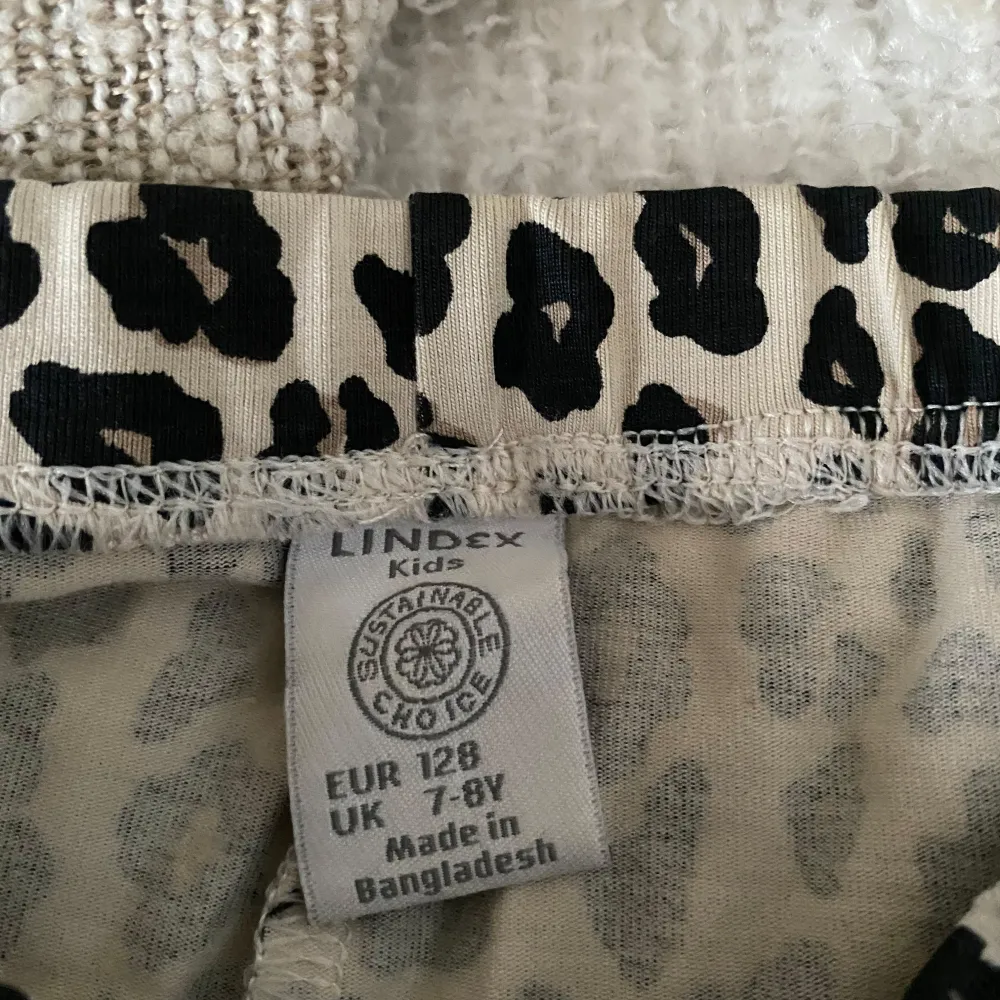 LINDEX
Kids
SUSTAINABLE
CHOICE
EUR 128
UK 7-8Y
Made in
Bangladesh